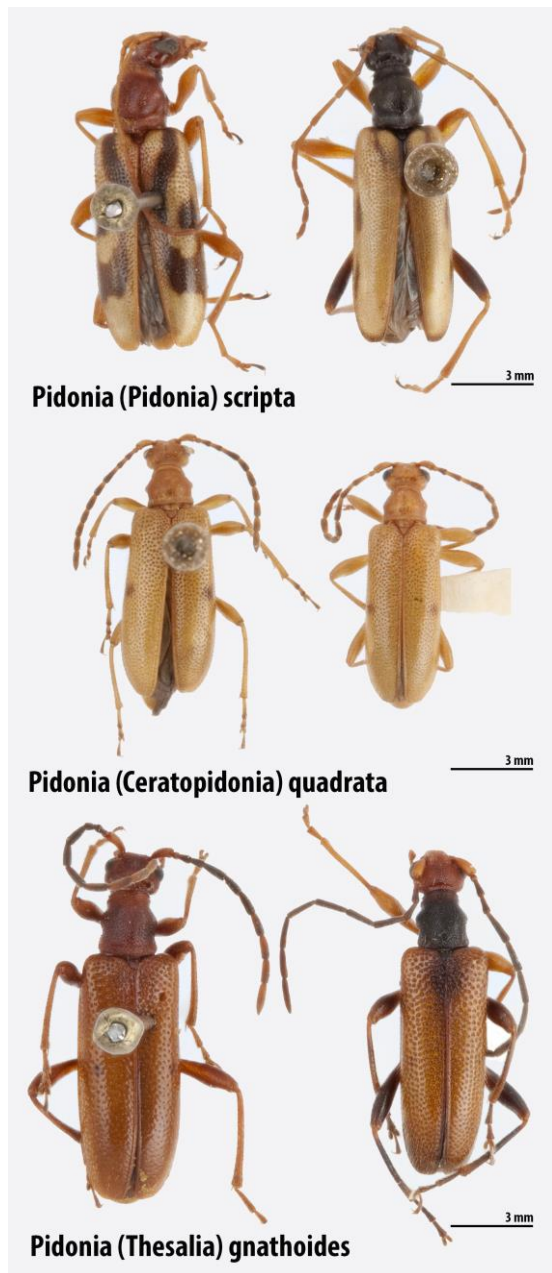 3 mm
Pidonia (Pidonia) scripta
3 mm
Pidonia (Ceratopidonia) quadrata
3 mm
Pidonia (Thesalia) gnathoides